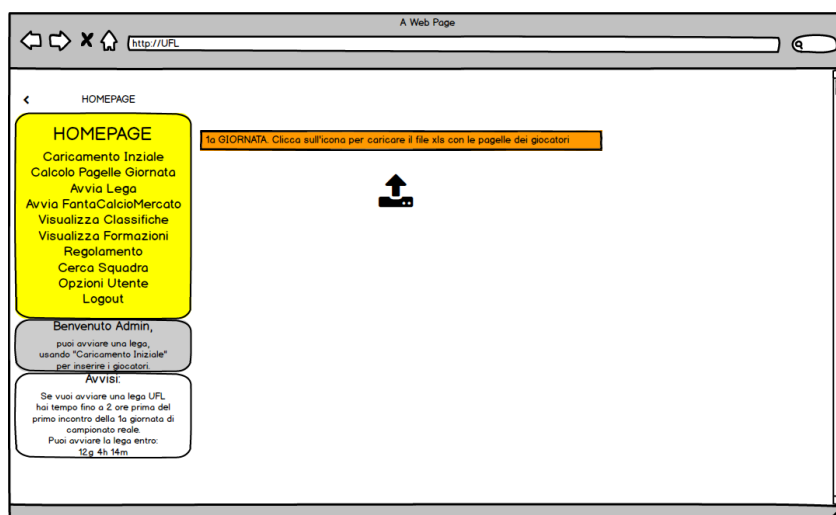 A Web Page
http://UFL
HOMEPAGE
HOMEPAGE
Caricamento Inziale
Calcolo Pagelle Giornata
Avvia Lega
Avvia FantaCalcioMercato
Visualizza Classifiche
Visualizza Formazioni
Regolamento
Cerca Squadra
Opzioni Utente
Logout
1a GIORNATA. Clicca sull'icona per caricare il file xls con le pagelle dei giocatori
Benvenuto Admin,
puoi avviare una lega,
usando "Caricamento Iniziale"
per inserire i giocatori.
Avvisi:
Se vuoi avviare una lega UFL
hai tempo fino a 2 ore prima del
primo incontro della 1a giornata di
campionato reale.
Puoi avviare la lega entro:
12g 4h 14m